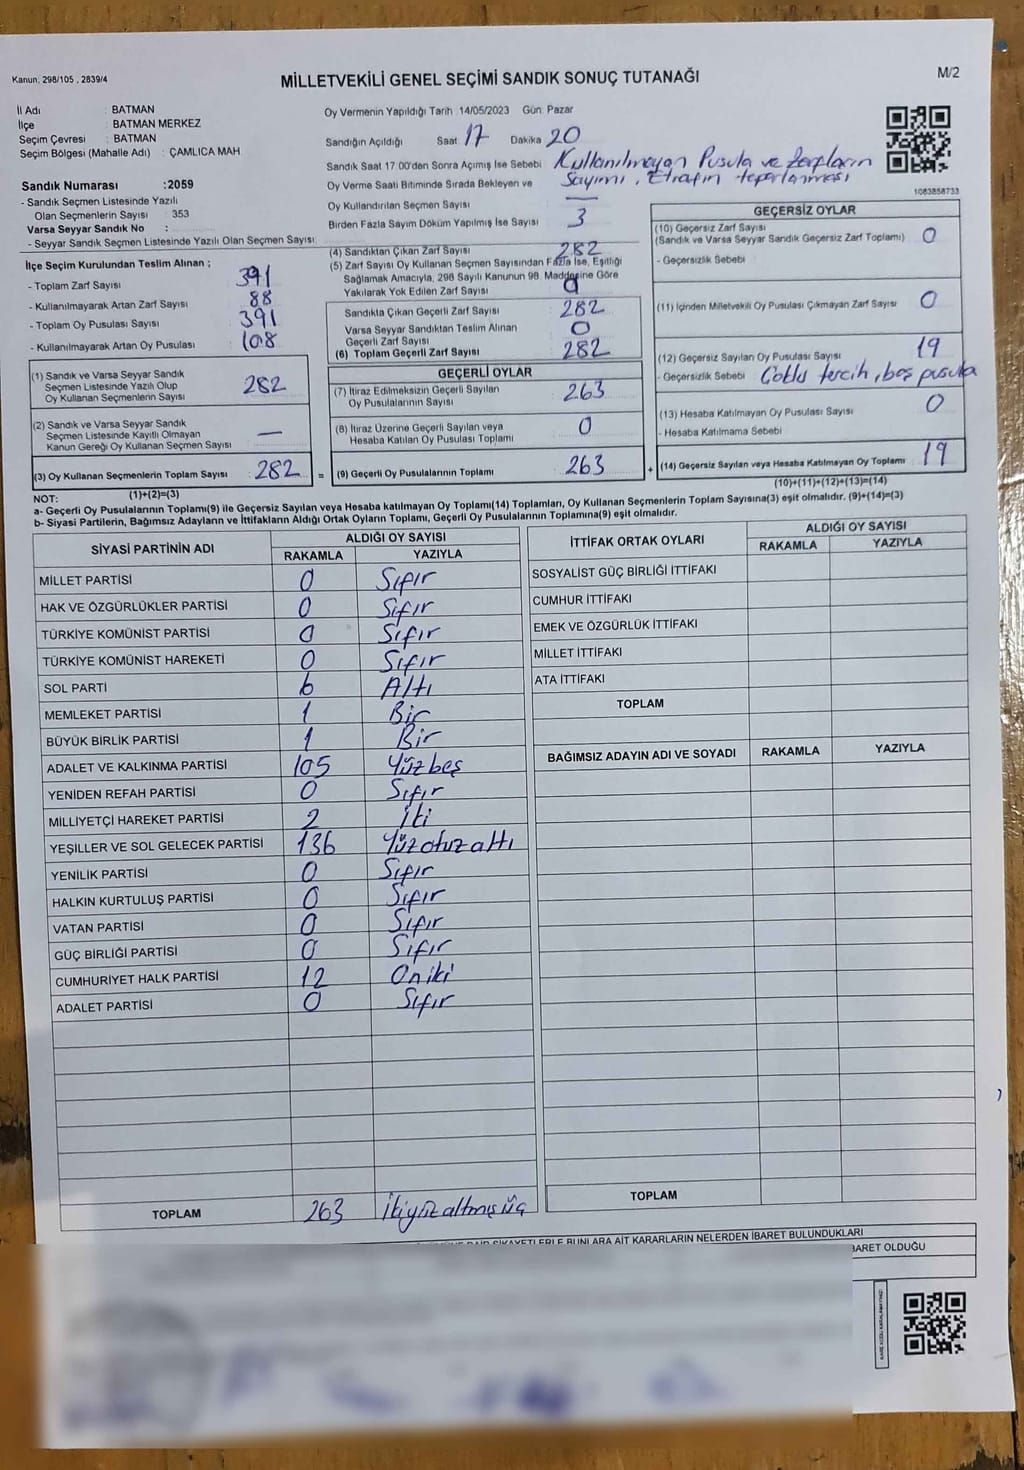 Kanun: 298/105 , 2839/4
MİLLETVEKİLİ GENEL SEÇİMİ SANDIK SONUÇ TUTANAĞI
M/2
İl Adı : BATMAN
İlçe : BATMAN MERKEZ
Seçim Çevresi : BATMAN
Seçim Bölgesi (Mahalle Adı) : ÇAMLICA MAH.
Sandık Numarası :2059
- Sandık Seçmen Listesinde Yazılı
Olan Seçmenlerin Sayısı : 353
Varsa Seyyar Sandık No :
- Seyyar Sandık Seçmen Listesinde Yazılı Olan Seçmen Sayısı:
Oy Vermenin Yapıldığı Tarih :14/05/2023 Gün: Pazar
Sandığın Açıldığı Saat 17 Dakika 20
Sandık Saat 17.00'den Sonra Açımış İse Sebebi Kullanılmayan Pusula ve Zarfların
Sayımı, Etrafın toparlanması
Oy Verme Saati Bitiminde Sırada Bekleyen ve
Oy Kullandırılan Seçmen Sayısı —
Birden Fazla Sayım Döküm Yapılmış İse Sayısı 3
1083858733
İlçe Seçim Kurulundan Teslim Alınan ;
- Toplam Zarf Sayısı 391
- Kullanılmayarak Artan Zarf Sayısı 88
- Toplam Oy Pusulası Sayısı 391
- Kullanılmayarak Artan Oy Pusulası 108
(1) Sandık ve Varsa Seyyar Sandık
Seçmen Listesinde Yazılı Olup
Oy Kullanan Seçmenlerin Sayısı 282
(2) Sandık ve Varsa Seyyar Sandık
Seçmen Listesinde Kayıtlı Olmayan
Kanun Gereği Oy Kullanan Seçmen Sayısı —
(3) Oy Kullanan Seçmenlerin Toplam Sayısı 282 =
(1)+(2)=(3)
(4) Sandıktan Çıkan Zarf Sayısı 282
(5) Zarf Sayısı Oy Kullanan Seçmen Sayısından Fazla İse, Eşitliği
Sağlamak Amacıyla, 298 Sayılı Kanunun 98. Maddesine Göre
Yakılarak Yok Edilen Zarf Sayısı 0
Sandıkla Çıkan Geçerli Zarf Sayısı 282
Varsa Seyyar Sandıktan Teslim Alınan
Geçerli Zarf Sayısı 0
(6) Toplam Geçerli Zarf Sayısı 282
GEÇERLİ OYLAR
(7) İtiraz Edilmeksizin Geçerli Sayılan
Oy Pusulalarının Sayısı 263
(8) İtiraz Üzerine Geçerli Sayılan veya
Hesaba Katılan Oy Pusulası Toplamı 0
(9) Geçerli Oy Pusulalarının Toplamı 263 +
GEÇERSİZ OYLAR
(10) Geçersiz Zarf Sayısı
(Sandık ve Varsa Seyyar Sandık Geçersiz Zarf Toplamı) 0
- Geçersizlik Sebebi
(11) İçinden Milletvekili Oy Pusulası Çıkmayan Zarf Sayısı 0
(12) Geçersiz Sayılan Oy Pusulası Sayısı 19
- Geçersizlik Sebebi Çoklu tercih, boş pusula
(13) Hesaba Katılmayan Oy Pusulası Sayısı 0
- Hesaba Katılmama Sebebi
(14) Geçersiz Sayılan veya Hesaba Katılmayan Oy Toplamı 19
(10)+(11)+(12)+(13)=(14)
NOT:
a- Geçerli Oy Pusulalarının Toplamı(9) ile Geçersiz Sayılan veya Hesaba katılmayan Oy Toplamı(14) Toplamları, Oy Kullanan Seçmenlerin Toplam Sayısına(3) eşit olmalıdır. (9)+(14)=(3)
b- Siyasi Partilerin, Bağımsız Adayların ve İttifakların Aldığı Ortak Oyların Toplamı, Geçerli Oy Pusulalarının Toplamına(9) eşit olmalıdır.
SİYASİ PARTİNİN ADI ALDIĞI OY SAYISI
RAKAMLA YAZIYLA
MİLLET PARTİSİ 0 Sıfır
HAK VE ÖZGÜRLÜKLER PARTİSİ 0 Sıfır
TÜRKİYE KOMÜNİST PARTİSİ 0 Sıfır
TÜRKİYE KOMÜNİST HAREKETİ 0 Sıfır
SOL PARTİ 6 Altı
MEMLEKET PARTİSİ 1 Bir
BÜYÜK BİRLİK PARTİSİ 1 Bir
ADALET VE KALKINMA PARTİSİ 105 Yüzbeş
YENİDEN REFAH PARTİSİ 0 Sıfır
MİLLİYETÇİ HAREKET PARTİSİ 2 İki
YEŞİLLER VE SOL GELECEK PARTİSİ 136 Yüzotuzaltı
YENİLİK PARTİSİ 0 Sıfır
HALKIN KURTULUŞ PARTİSİ 0 Sıfır
VATAN PARTİSİ 0 Sıfır
GÜÇ BİRLİĞİ PARTİSİ 0 Sıfır
CUMHURİYET HALK PARTİSİ 12 Oniki
ADALET PARTİSİ 0 Sıfır
TOPLAM 263 İkiyüzaltmışüç
İTTİFAK ORTAK OYLARI ALDIĞI OY SAYISI
RAKAMLA YAZIYLA
SOSYALİST GÜÇ BİRLİĞİ İTTİFAKI
CUMHUR İTTİFAKI
EMEK VE ÖZGÜRLÜK İTTİFAKI
MİLLET İTTİFAKI
ATA İTTİFAKI
TOPLAM
BAĞIMSIZ ADAYIN ADI VE SOYADI RAKAMLA YAZIYLA
TOPLAM
ŞİKAYETLERLE BUNLARA AİT KARARLARIN NELERDEN İBARET BULUNDUKLARI
BARET OLDUĞU